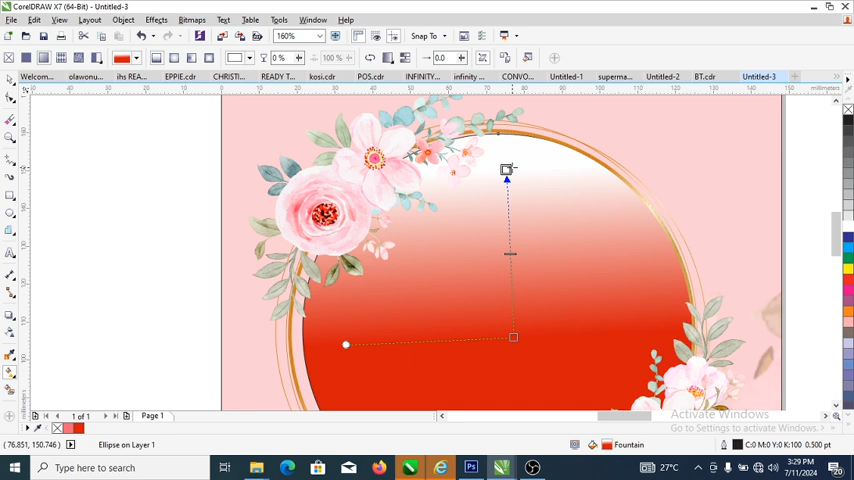 CorelDRAW X7 (64-Bit) - Untitled-3
File Edit View Layout Object Effects Bitmaps Text Table Tools Window Help
160% Snap To
0 % 100 % 0.0
Welcom... olawonu... ihs REA... EPPIE.cdr CHRISTI... READY T... kosi.cdr POS.cdr INFINITY... infinity ... CONVO... Untitled-1 superma... Untitled-2 BT.cdr Untitled-3
millimeters
millimeters
1 of 1 Page 1
Activate Windows
Go to Settings to activate Windows.
( 76.851, 150.746 ) Ellipse on Layer 1 Fountain C:0 M:0 Y:0 K:100 0.500 pt
Type here to search 27°C 3:29 PM
7/11/2024 20